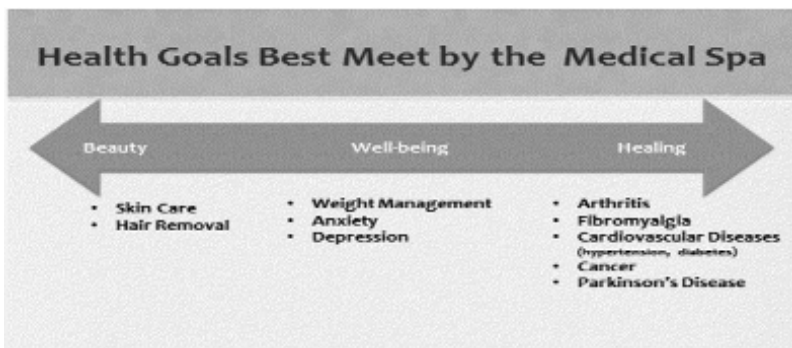 Health Goals Best Meet by the Medical Spa
Beauty
Well-being
Healing
• Skin Care
• Hair Removal
• Weight Management
• Anxiety
• Depression
• Arthritis
• Fibromyalgia
• Cardiovascular Diseases
(hypertension, diabetes)
• Cancer
• Parkinson's Disease